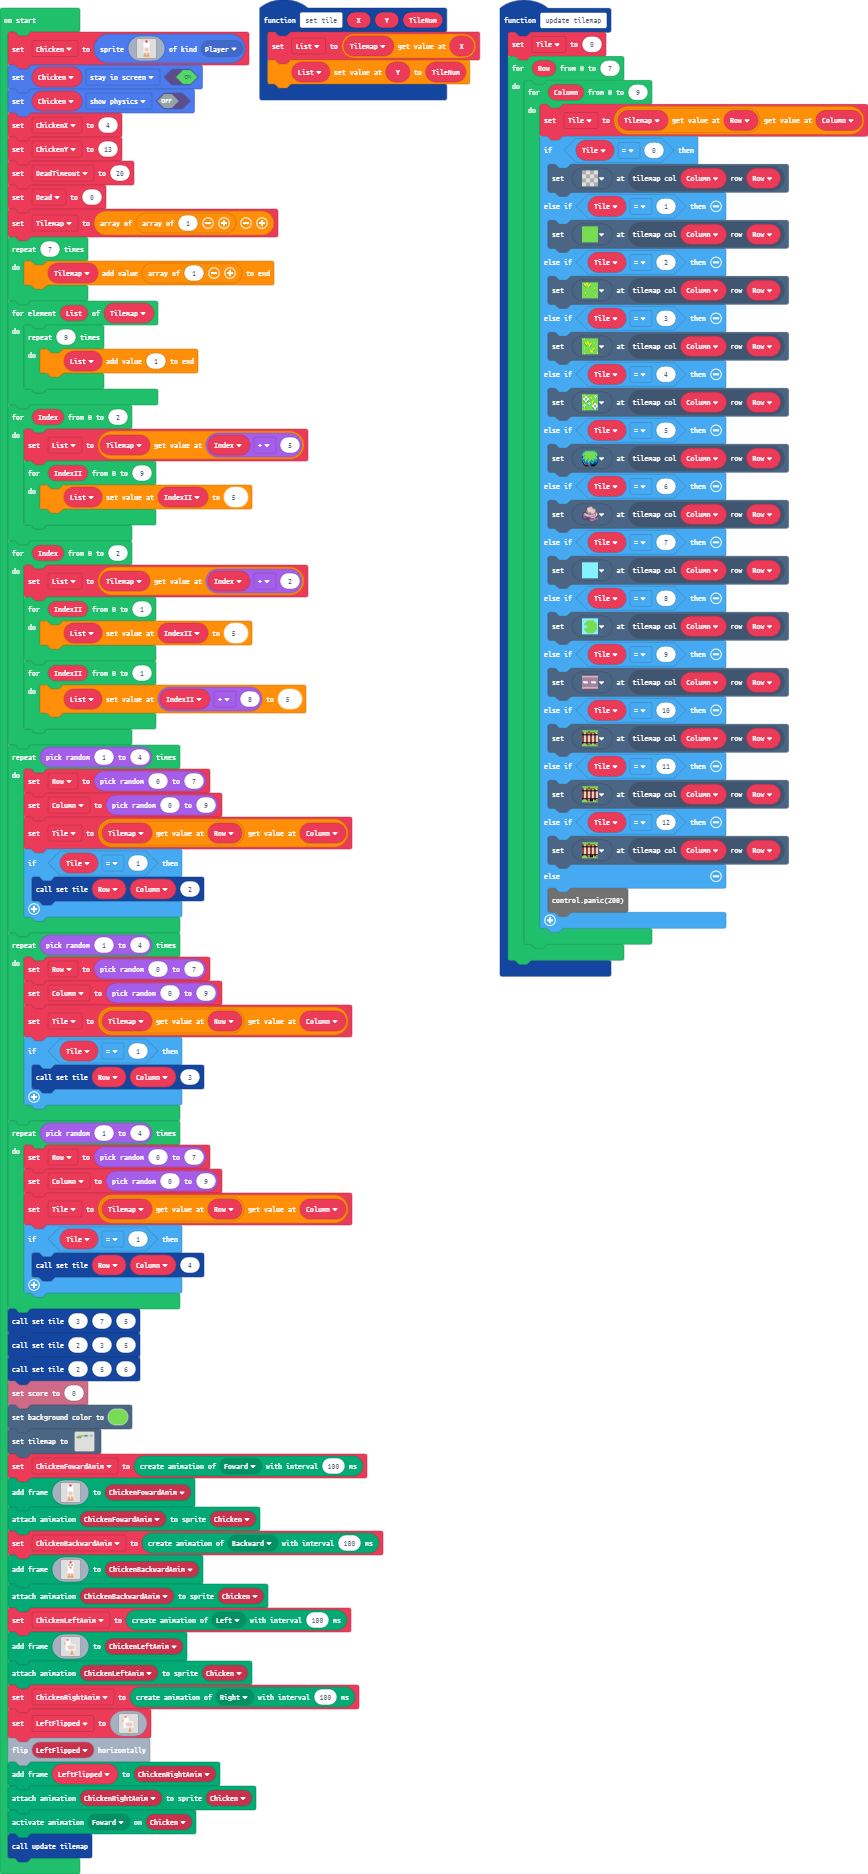 on start
set Chicken to sprite of kind Player
set Chicken stay in screen ON
set Chicken show physics OFF
set ChickenX to 4
set ChickenY to 13
set DeadTimeout to 20
set Dead to 0
set Tilemap to array of array of 1
repeat 7 times
do Tilemap add value array of 1 to end
for element List of Tilemap
do repeat 9 times
do List add value 1 to end
for Index from 0 to 2
do set List to Tilemap get value at Index + 5
for IndexII from 0 to 9
do List set value at IndexII to 5
for Index from 0 to 2
do set List to Tilemap get value at Index + 2
for IndexII from 0 to 1
do List set value at IndexII to 5
for IndexII from 0 to 1
do List set value at IndexII + 8 to 5
repeat pick random 1 to 4 times
do set Row to pick random 0 to 7
set Column to pick random 0 to 9
set Tile to Tilemap get value at Row get value at Column
if Tile = 1 then
call set tile Row Column 2
repeat pick random 1 to 4 times
do set Row to pick random 0 to 7
set Column to pick random 0 to 9
set Tile to Tilemap get value at Row get value at Column
if Tile = 1 then
call set tile Row Column 3
repeat pick random 1 to 4 times
do set Row to pick random 0 to 7
set Column to pick random 0 to 9
set Tile to Tilemap get value at Row get value at Column
if Tile = 1 then
call set tile Row Column 4
call set tile 3 7 5
call set tile 2 3 5
call set tile 2 5 6
set score to 0
set background color to
set tilemap to
set ChickenFowardAnim to create animation of Foward with interval 100 ms
add frame to ChickenFowardAnim
attach animation ChickenFowardAnim to sprite Chicken
set ChickenBackwardAnim to create animation of Backward with interval 100 ms
add frame to ChickenBackwardAnim
attach animation ChickenBackwardAnim to sprite Chicken
set ChickenLeftAnim to create animation of Left with interval 100 ms
add frame to ChickenLeftAnim
attach animation ChickenLeftAnim to sprite Chicken
set ChickenRightAnim to create animation of Right with interval 100 ms
set LeftFlipped to
flip LeftFlipped horizontally
add frame LeftFlipped to ChickenRightAnim
attach animation ChickenRightAnim to sprite Chicken
activate animation Foward on Chicken
call update tilemap
function set tile X Y TileNum
set List to Tilemap get value at X
List set value at Y to TileNum
function update tilemap
set Tile to 0
for Row from 0 to 7
do for Column from 0 to 9
do set Tile to Tilemap get value at Row get value at Column
if Tile = 0 then
set at tilemap col Column row Row
else if Tile = 1 then
set at tilemap col Column row Row
else if Tile = 2 then
set at tilemap col Column row Row
else if Tile = 3 then
set at tilemap col Column row Row
else if Tile = 4 then
set at tilemap col Column row Row
else if Tile = 5 then
set at tilemap col Column row Row
else if Tile = 6 then
set at tilemap col Column row Row
else if Tile = 7 then
set at tilemap col Column row Row
else if Tile = 8 then
set at tilemap col Column row Row
else if Tile = 9 then
set at tilemap col Column row Row
else if Tile = 10 then
set at tilemap col Column row Row
else if Tile = 11 then
set at tilemap col Column row Row
else if Tile = 12 then
set at tilemap col Column row Row
else
control.panic(200)